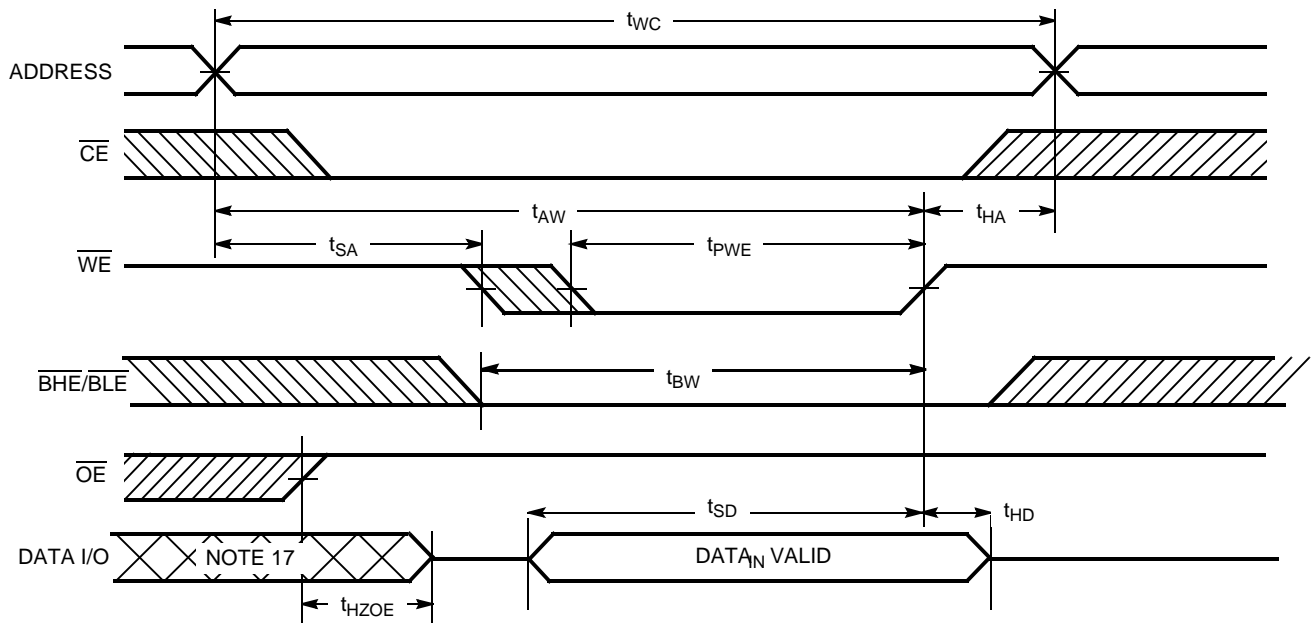 tWC
ADDRESS
CE
tAW
tHA
tSA
tPWE
WE
BHE/BLE
tBW
OE
tSD
tHD
DATA I/O
NOTE 17
DATAIN VALID
tHZOE